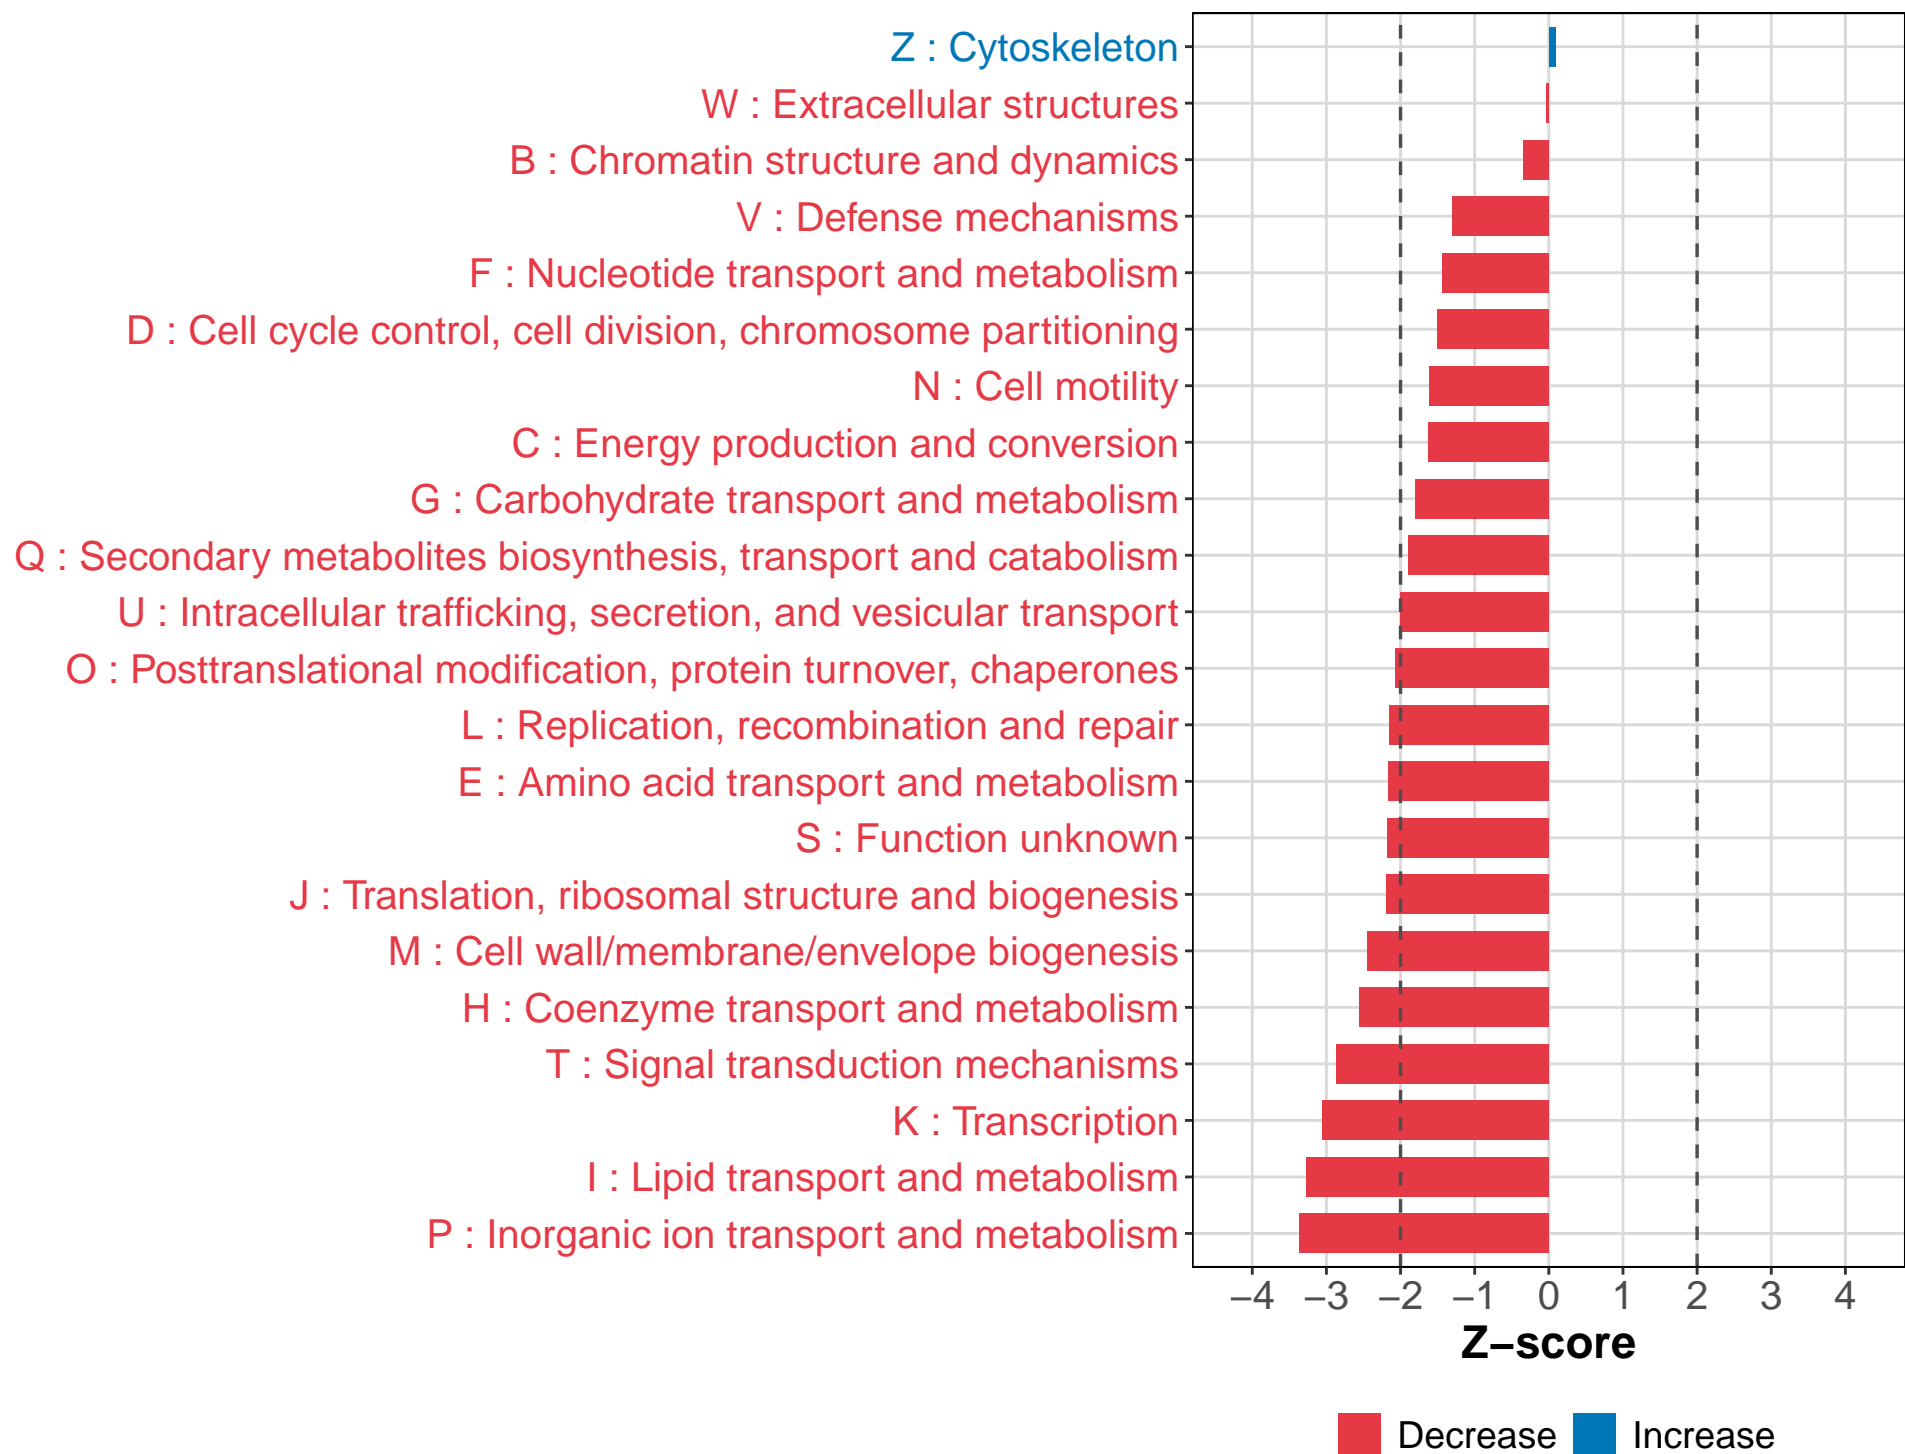 Z : Cytoskeleton
W : Extracellular structures
B : Chromatin structure and dynamics
V : Defense mechanisms
F : Nucleotide transport and metabolism
D : Cell cycle control, cell division, chromosome partitioning
N : Cell motility
C : Energy production and conversion
G : Carbohydrate transport and metabolism
Q : Secondary metabolites biosynthesis, transport and catabolism
U : Intracellular trafficking, secretion, and vesicular transport
O : Posttranslational modification, protein turnover, chaperones
L : Replication, recombination and repair
E : Amino acid transport and metabolism
S : Function unknown
J : Translation, ribosomal structure and biogenesis
M : Cell wall/membrane/envelope biogenesis
H : Coenzyme transport and metabolism
T : Signal transduction mechanisms
K : Transcription
I : Lipid transport and metabolism
P : Inorganic ion transport and metabolism
−4 −3 −2 −1 0 1 2 3 4
Z−score
Decrease Increase